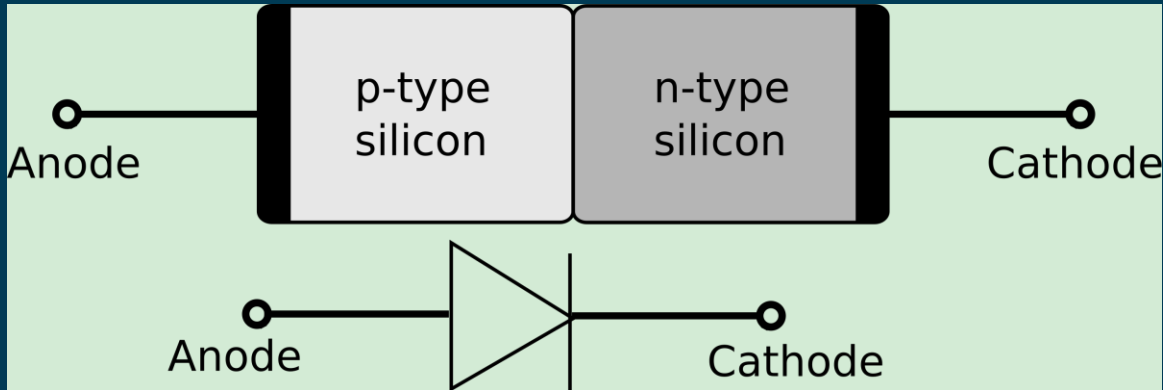 p-type
silicon
n-type
silicon
Anode
Cathode
Anode
Cathode